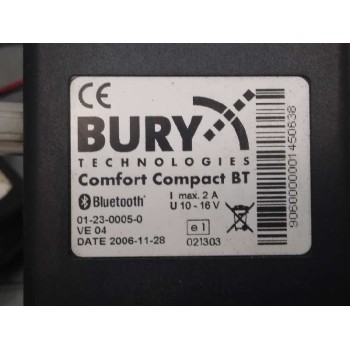 CE
BURY
TECHNOLOGIES
Comfort Compact BT
Bluetooth®
I max. 2 A
U 10 - 16 V
01-23-0005-0
VE 04
DATE 2006-11-28
e1
021303
906000000001450638